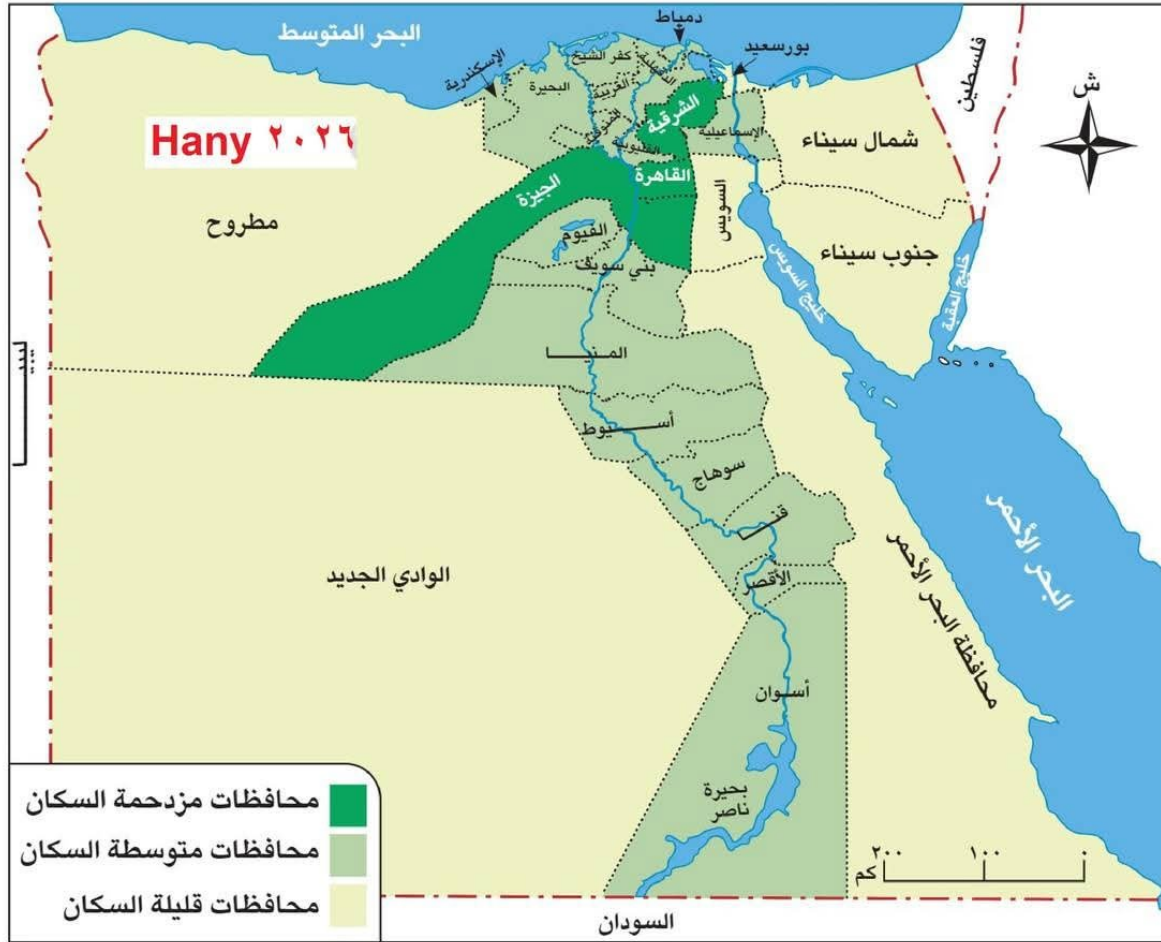 البحر المتوسط
دمياط
بورسعيد
فلسطين
ش
الإسكندرية
كفر الشيخ
الدقهلية
البحيرة
الغربية
الشرقية
المنوفية
القليوبية
الإسماعيلية
شمال سيناء
Hany ٢٠٢٦
القاهرة
الجيزة
السويس
مطروح
الفيوم
جنوب سيناء
بني سويف
خليج السويس
خليج العقبة
ليبيا
المنيا
أسيوط
سوهاج
قنا
البحر الأحمر
الوادي الجديد
الأقصر
محافظة البحر الأحمر
أسوان
بحيرة
ناصر
محافظات مزدحمة السكان
محافظات متوسطة السكان
محافظات قليلة السكان
٢٠٠ ١٠٠ ٠
كم
السودان